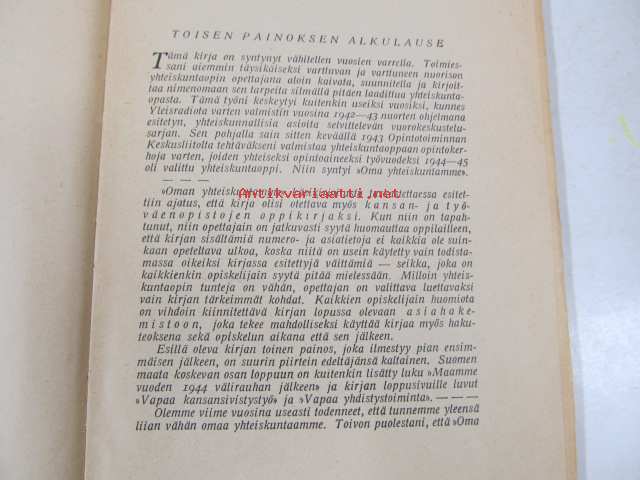 TOISEN PAINOKSEN ALKULAUSE
Tämä kirja on syntynyt vähitellen vuosien varrella. Toimies-
sani aiemmin täysikäiseksi varttuvan ja varttuneen nuorison
yhteiskuntaopin opettajana aloin kaivata, suunnitella ja kirjoit-
taa nimenomaan sen tarpeita silmällä pitäen laadittua yhteiskunta-
opasta. Tämä työni keskeytyi kuitenkin useiksi vuosiksi, kunnes
Yleisradiota varten valmistin vuosina 1942—43 nuorten ohjelmana
esitetyn, yhteiskunnallisia asioita selvittelevän vuorokeskustelu-
sarjan. Sen pohjalla sain sitten keväällä 1943 Opintotoiminnan
Keskusliitolta tehtäväkseni valmistaa yhteiskuntaoppaan opintoker-
hoja varten, joiden yhteiseksi opintoaineeksi työvuodeksi 1944—45
oli valittu yhteiskuntaoppi. Niin syntyi »Oma yhteiskuntamme».
— — —
»Oman yhteiskuntamme» käsikirjoitusta tarkastettaessa esitet-
Antikvariaatti.net
tiin ajatus, että kirja olisi otettava myös kansan- ja työ-
väenopistojen oppikirjaksi. Kun niin on tapah-
tunut, niin opettajan on jatkuvasti syytä huomauttaa oppilailleen,
että kirjan sisältämiä numero- ja asiatietoja ei kaikkia ole suin-
kaan opeteltava ulkoa, koska niitä on usein käytetty vain todista-
massa oikeiksi kirjassa esitettyjä väittämiä — seikka, joka on
kaikkienkin opiskelijain syytä pitää mielessään. Milloin yhteis-
kuntaopin tunteja on vähän, opettajan on valittava luettavaksi
vain kirjan tärkeimmät kohdat. Kaikkien opiskelijain huomiota
on vihdoin kiinnitettävä kirjan lopussa olevaan asiahake-
mistoon, joka tekee mahdolliseksi käyttää kirjaa myös haku-
teoksena sekä opiskelun aikana että sen jälkeen.
Esillä oleva kirjan toinen painos, joka ilmestyy pian ensim-
mäisen jälkeen, on suurin piirtein edeltäjänsä kaltainen. Suomen
maata koskevan osan loppuun on kuitenkin lisätty luku »Maamme
vuoden 1944 välirauhan jälkeen» ja kirjan loppusivuille luvut
»Vapaa kansansivistystyö» ja »Vapaa yhdistystoiminta». — — —
Olemme viime vuosina useasti todenneet, että tunnemme yleensä
liian vähän omaa yhteiskuntaamme. Toivon puolestani, että »Oma